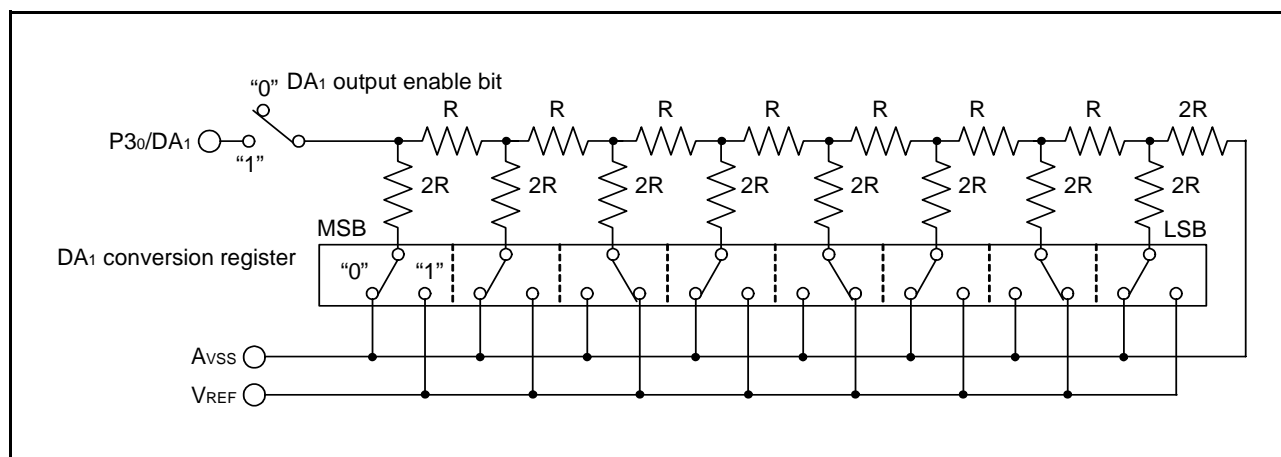 “0” DA1 output enable bit
R R R R R R R 2R
P30/DA1
“1”
2R 2R 2R 2R 2R 2R 2R 2R
MSB LSB
DA1 conversion register
“0” “1”
AVSS
VREF